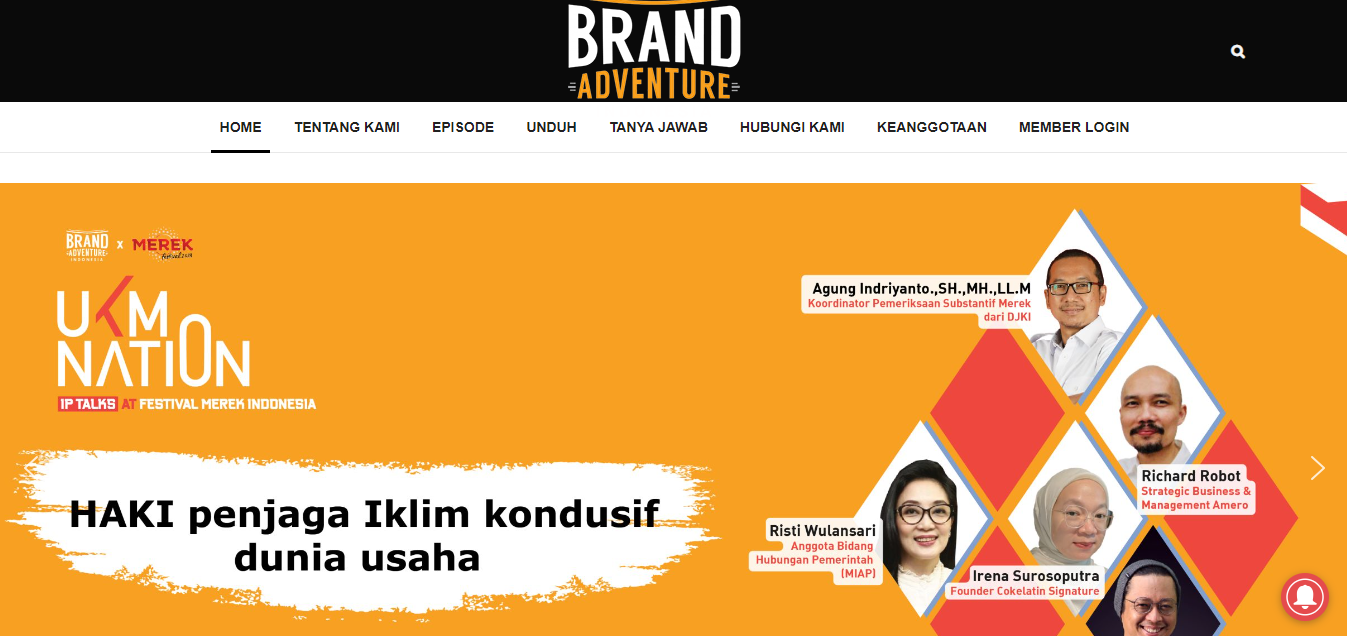 BRAND
ADVENTURE
HOME TENTANG KAMI EPISODE UNDUH TANYA JAWAB HUBUNGI KAMI KEANGGOTAAN MEMBER LOGIN
BRAND
ADVENTURE
INDONESIA
x
MEREK
UKM
NATION
IP TALKS AT FESTIVAL MEREK INDONESIA
HAKI penjaga Iklim kondusif
dunia usaha
Agung Indriyanto.,SH.,MH.,LL.M
Koordinator Pemeriksaan Substantif Merek
dari DJKI
Richard Robot
Strategic Business &
Management Amero
Risti Wulansari
Anggota Bidang
Hubungan Pemerintah
(MIAP)
Irena Surosoputra
Founder Cokelatin Signature